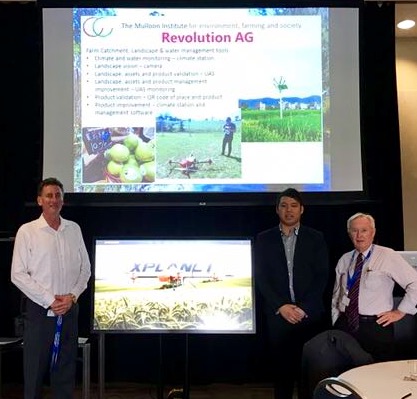 The Mulloon Institute for environment, farming and society
Revolution AG
Farm Catchment, Landscape & water management tools
• Climate and water monitoring – climate station
• Landscape vision – camera
• Landscape, assets and product validation – UAS
• Landscape, assets and product management
improvement – UAS monitoring
• Product validation – QR code of place and product
• Product improvement – climate station and
management software
XPLANET